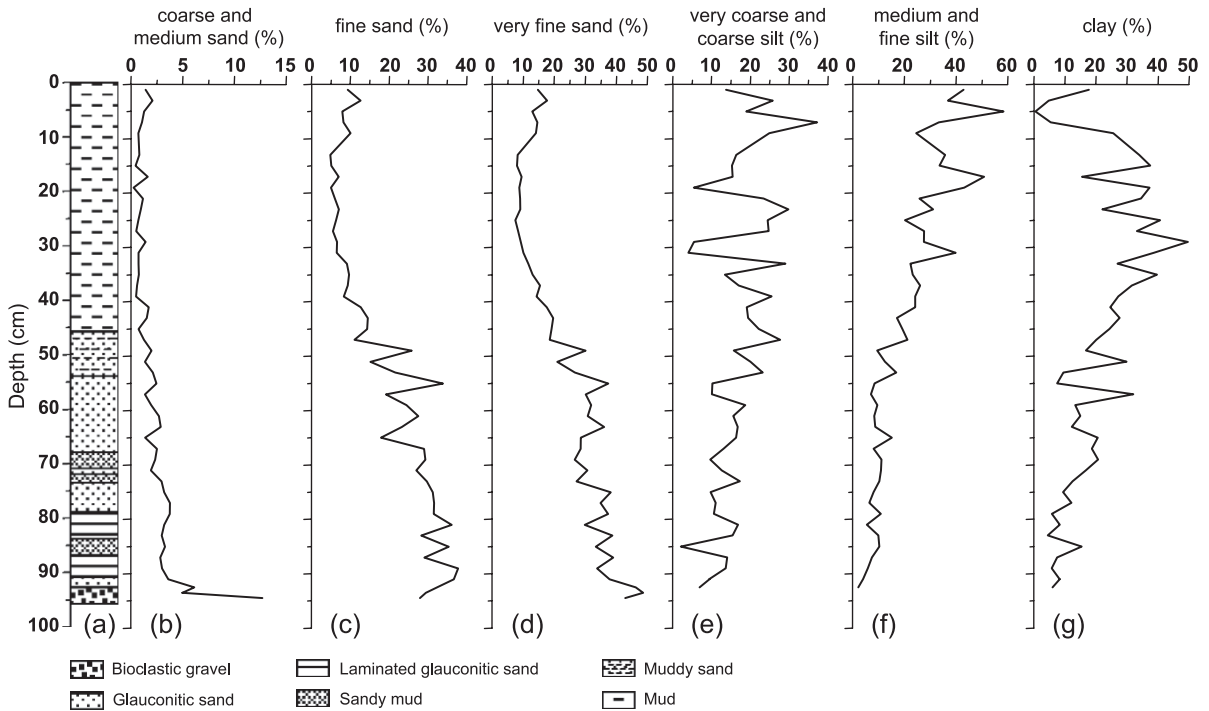 coarse and
medium sand (%)
fine sand (%)
very fine sand (%)
very coarse and
coarse silt (%)
medium and
fine silt (%)
clay (%)
0 5 10 15
0 10 20 30 40
0 10 20 30 40 50
0 10 20 30 40
0 20 40 60
0 10 20 30 40 50
Depth (cm)
0
10
20
30
40
50
60
70
80
90
100
(a) (b) (c) (d) (e) (f) (g)
Bioclastic gravel
Laminated glauconitic sand
Muddy sand
Glauconitic sand
Sandy mud
Mud